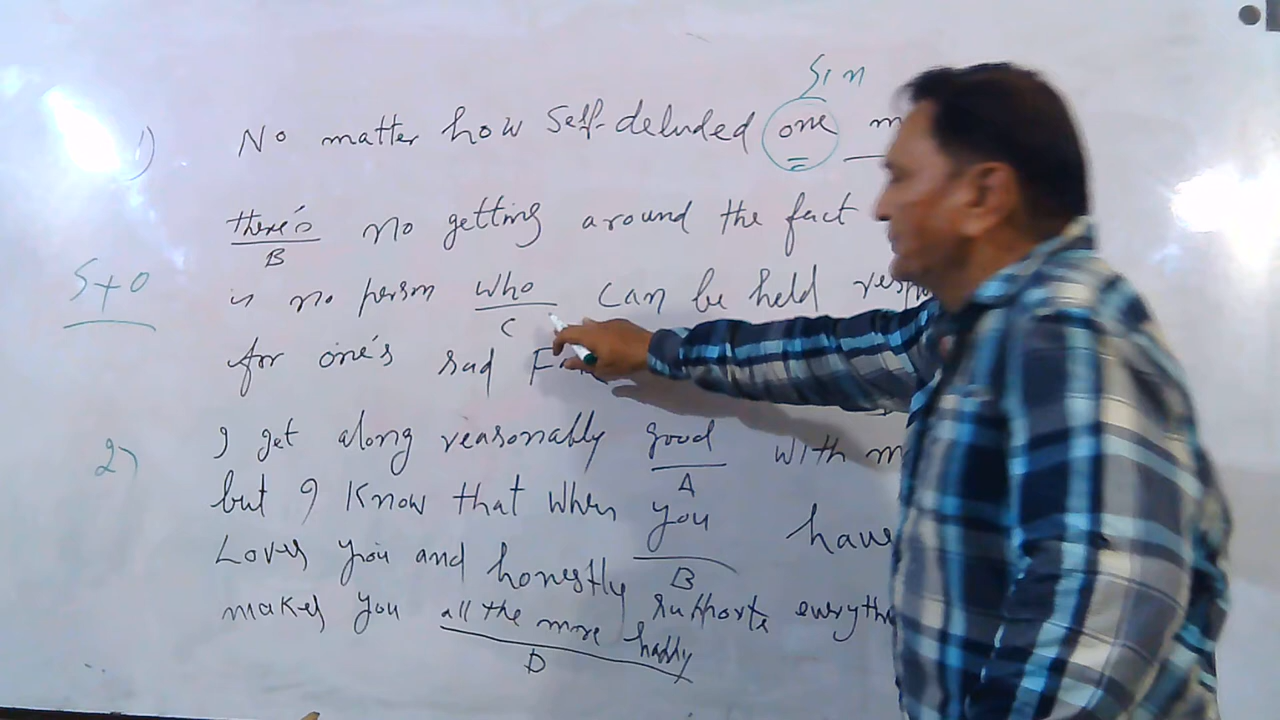 Sin
1) No matter how self-deluded one m
there's no getting around the fact
B
S+O
is no person who can be held resp
C
for one's sad F
2) I get along reasonably good with m
A
but I know that when you have
B
Loves you and honestly supports everyth
makes you all the more happy
D